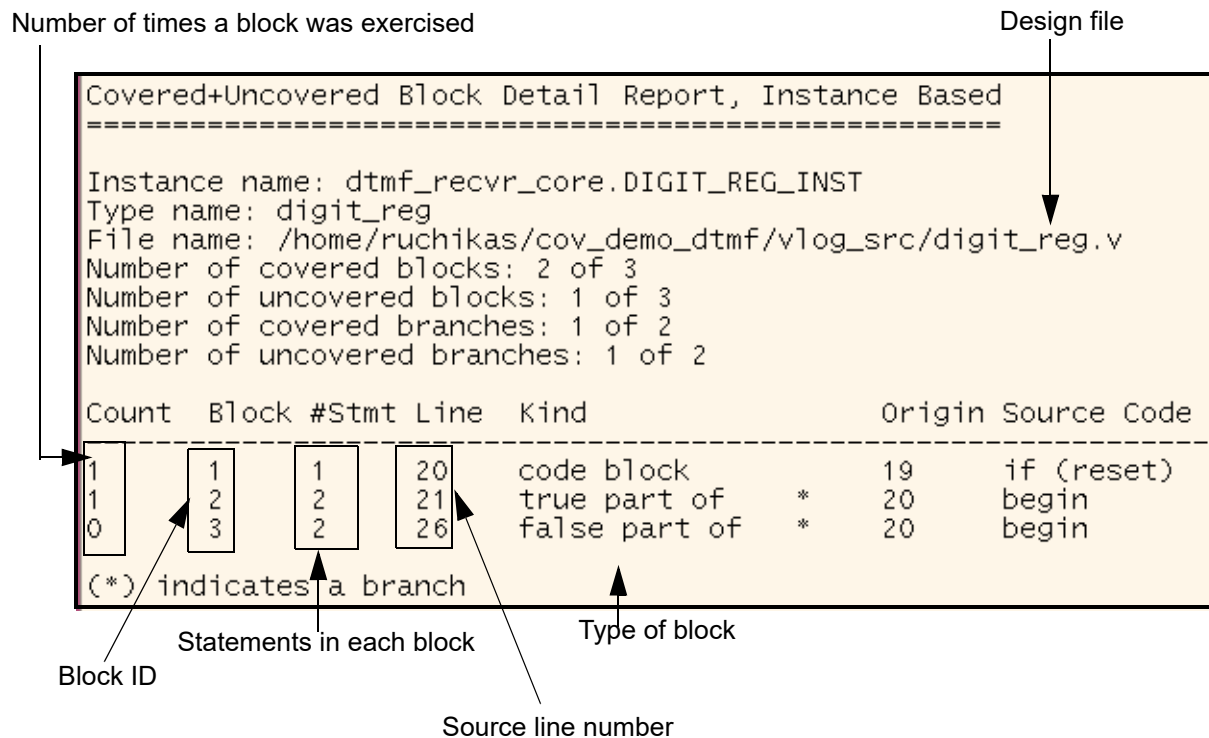 Number of times a block was exercised
Design file
Covered+Uncovered Block Detail Report, Instance Based
=====================================================
Instance name: dtmf_recvr_core.DIGIT_REG_INST
Type name: digit_reg
File name: /home/ruchikas/cov_demo_dtmf/vlog_src/digit_reg.v
Number of covered blocks: 2 of 3
Number of uncovered blocks: 1 of 3
Number of covered branches: 1 of 2
Number of uncovered branches: 1 of 2
Count Block #Stmt Line Kind Origin Source Code
1 1 1 20 code block 19 if (reset)
1 2 2 21 true part of * 20 begin
0 3 2 26 false part of * 20 begin
(*) indicates a branch
Statements in each block
Type of block
Block ID
Source line number